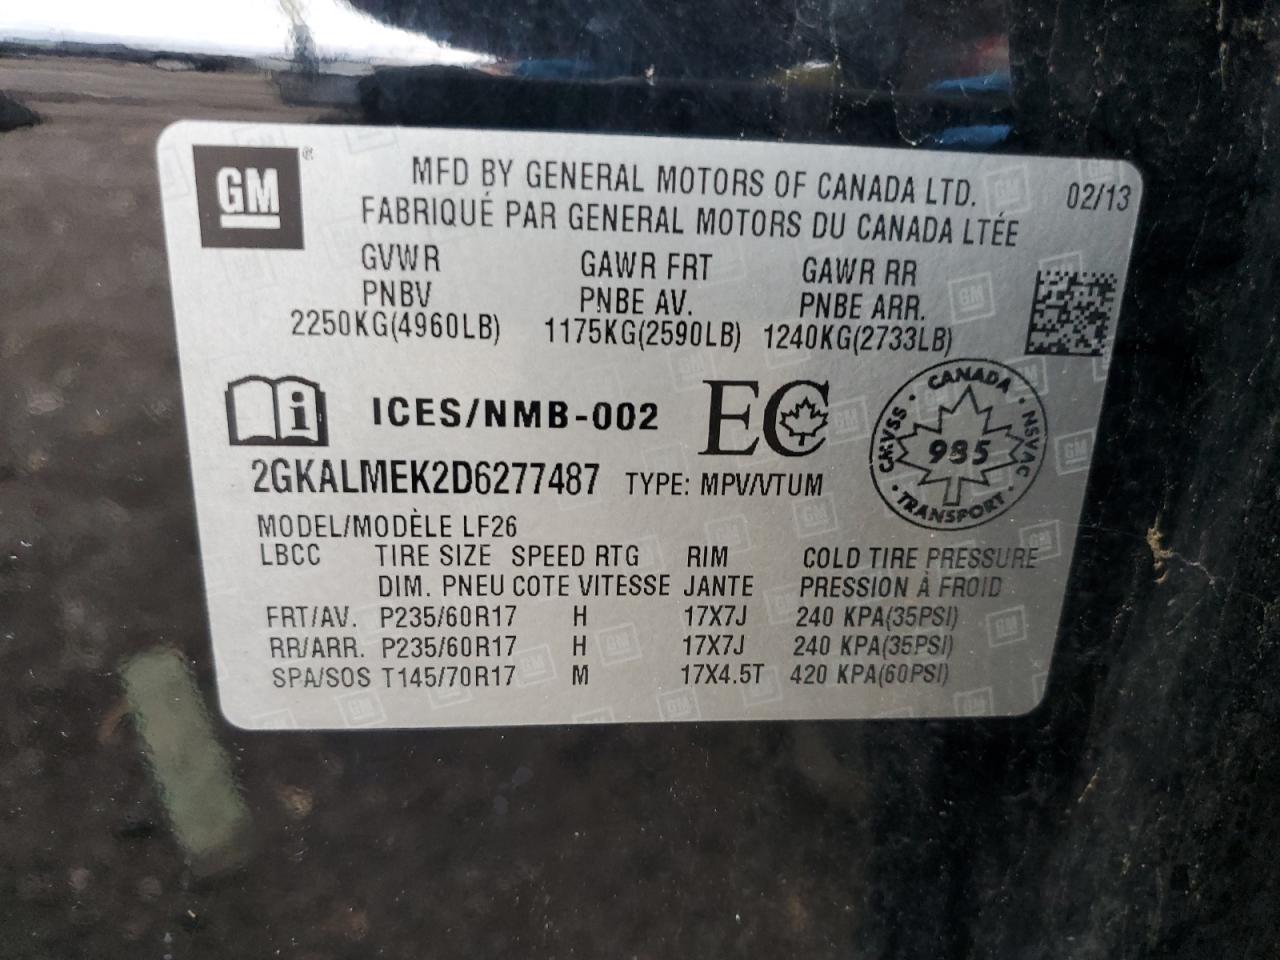 GM ®
MFD BY GENERAL MOTORS OF CANADA LTD. 02/13
FABRIQUÉ PAR GENERAL MOTORS DU CANADA LTÉE
GVWR GAWR FRT GAWR RR
PNBV PNBE AV. PNBE ARR.
2250KG(4960LB) 1175KG(2590LB) 1240KG(2733LB)
i ICES/NMB-002 EC
CANADA
CMVSS · NSVAC
985
TRANSPORT
2GKALMEK2D6277487 TYPE: MPV/VTUM
MODEL/MODÈLE LF26
LBCC TIRE SIZE SPEED RTG RIM COLD TIRE PRESSURE
DIM. PNEU COTE VITESSE JANTE PRESSION À FROID
FRT/AV. P235/60R17 H 17X7J 240 KPA(35PSI)
RR/ARR. P235/60R17 H 17X7J 240 KPA(35PSI)
SPA/SOS T145/70R17 M 17X4.5T 420 KPA(60PSI)